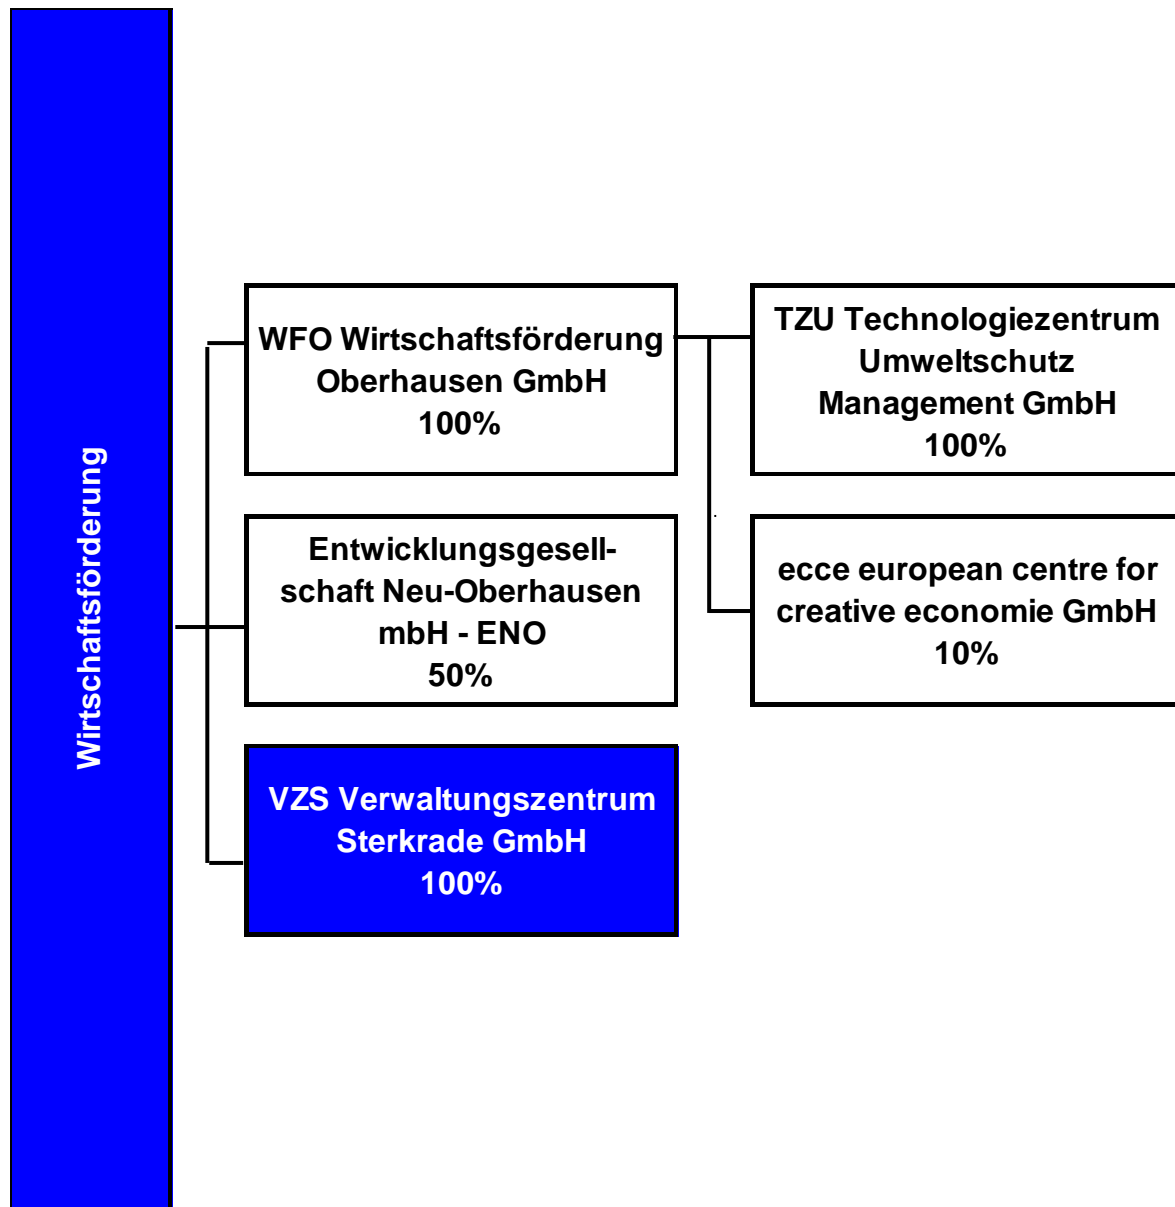 Wirtschaftsförderung
WFO Wirtschaftsförderung
Oberhausen GmbH
100%
TZU Technologiezentrum
Umweltschutz
Management GmbH
100%
Entwicklungsgesell-
schaft Neu-Oberhausen
mbH - ENO
50%
ecce european centre for
creative economie GmbH
10%
VZS Verwaltungszentrum
Sterkrade GmbH
100%